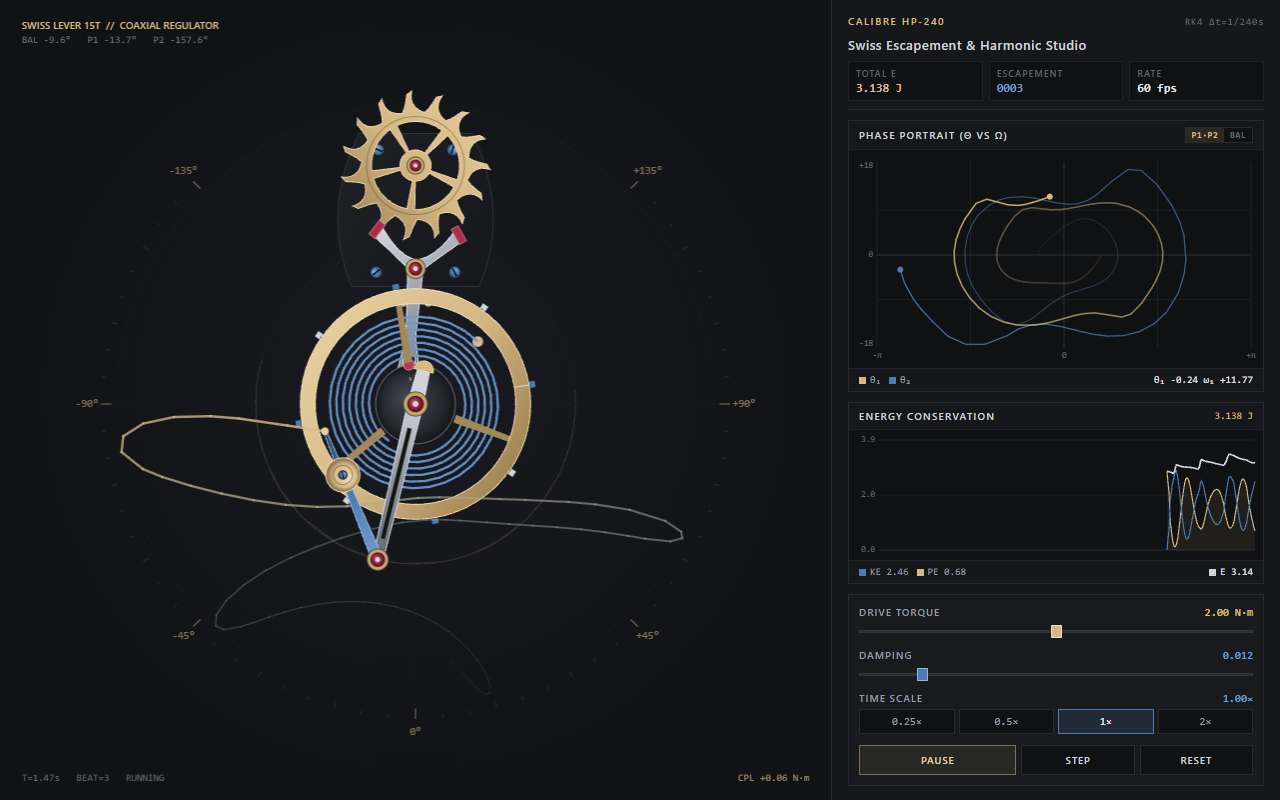 SWISS LEVER 15T // COAXIAL REGULATOR
BAL -9.6° P1 -13.7° P2 -157.6°
-135°
+135°
-90°
+90°
-45°
+45°
0°
T=1.47s BEAT=3 RUNNING
CPL +0.06 N·m
CALIBRE HP-240
RK4 Δt=1/240s
Swiss Escapement & Harmonic Studio
TOTAL E
3.138 J
ESCAPEMENT
0003
RATE
60 fps
PHASE PORTRAIT (Θ VS Ω)
P1·P2 BAL
+18
0
-18
-π
0
+π
θ₁ θ₂
θ₁ -0.24 ω₁ +11.77
ENERGY CONSERVATION
3.138 J
3.9
2.0
0.0
KE 2.46 PE 0.68
E 3.14
DRIVE TORQUE
2.00 N·m
DAMPING
0.012
TIME SCALE
1.00×
0.25× 0.5× 1× 2×
PAUSE STEP RESET